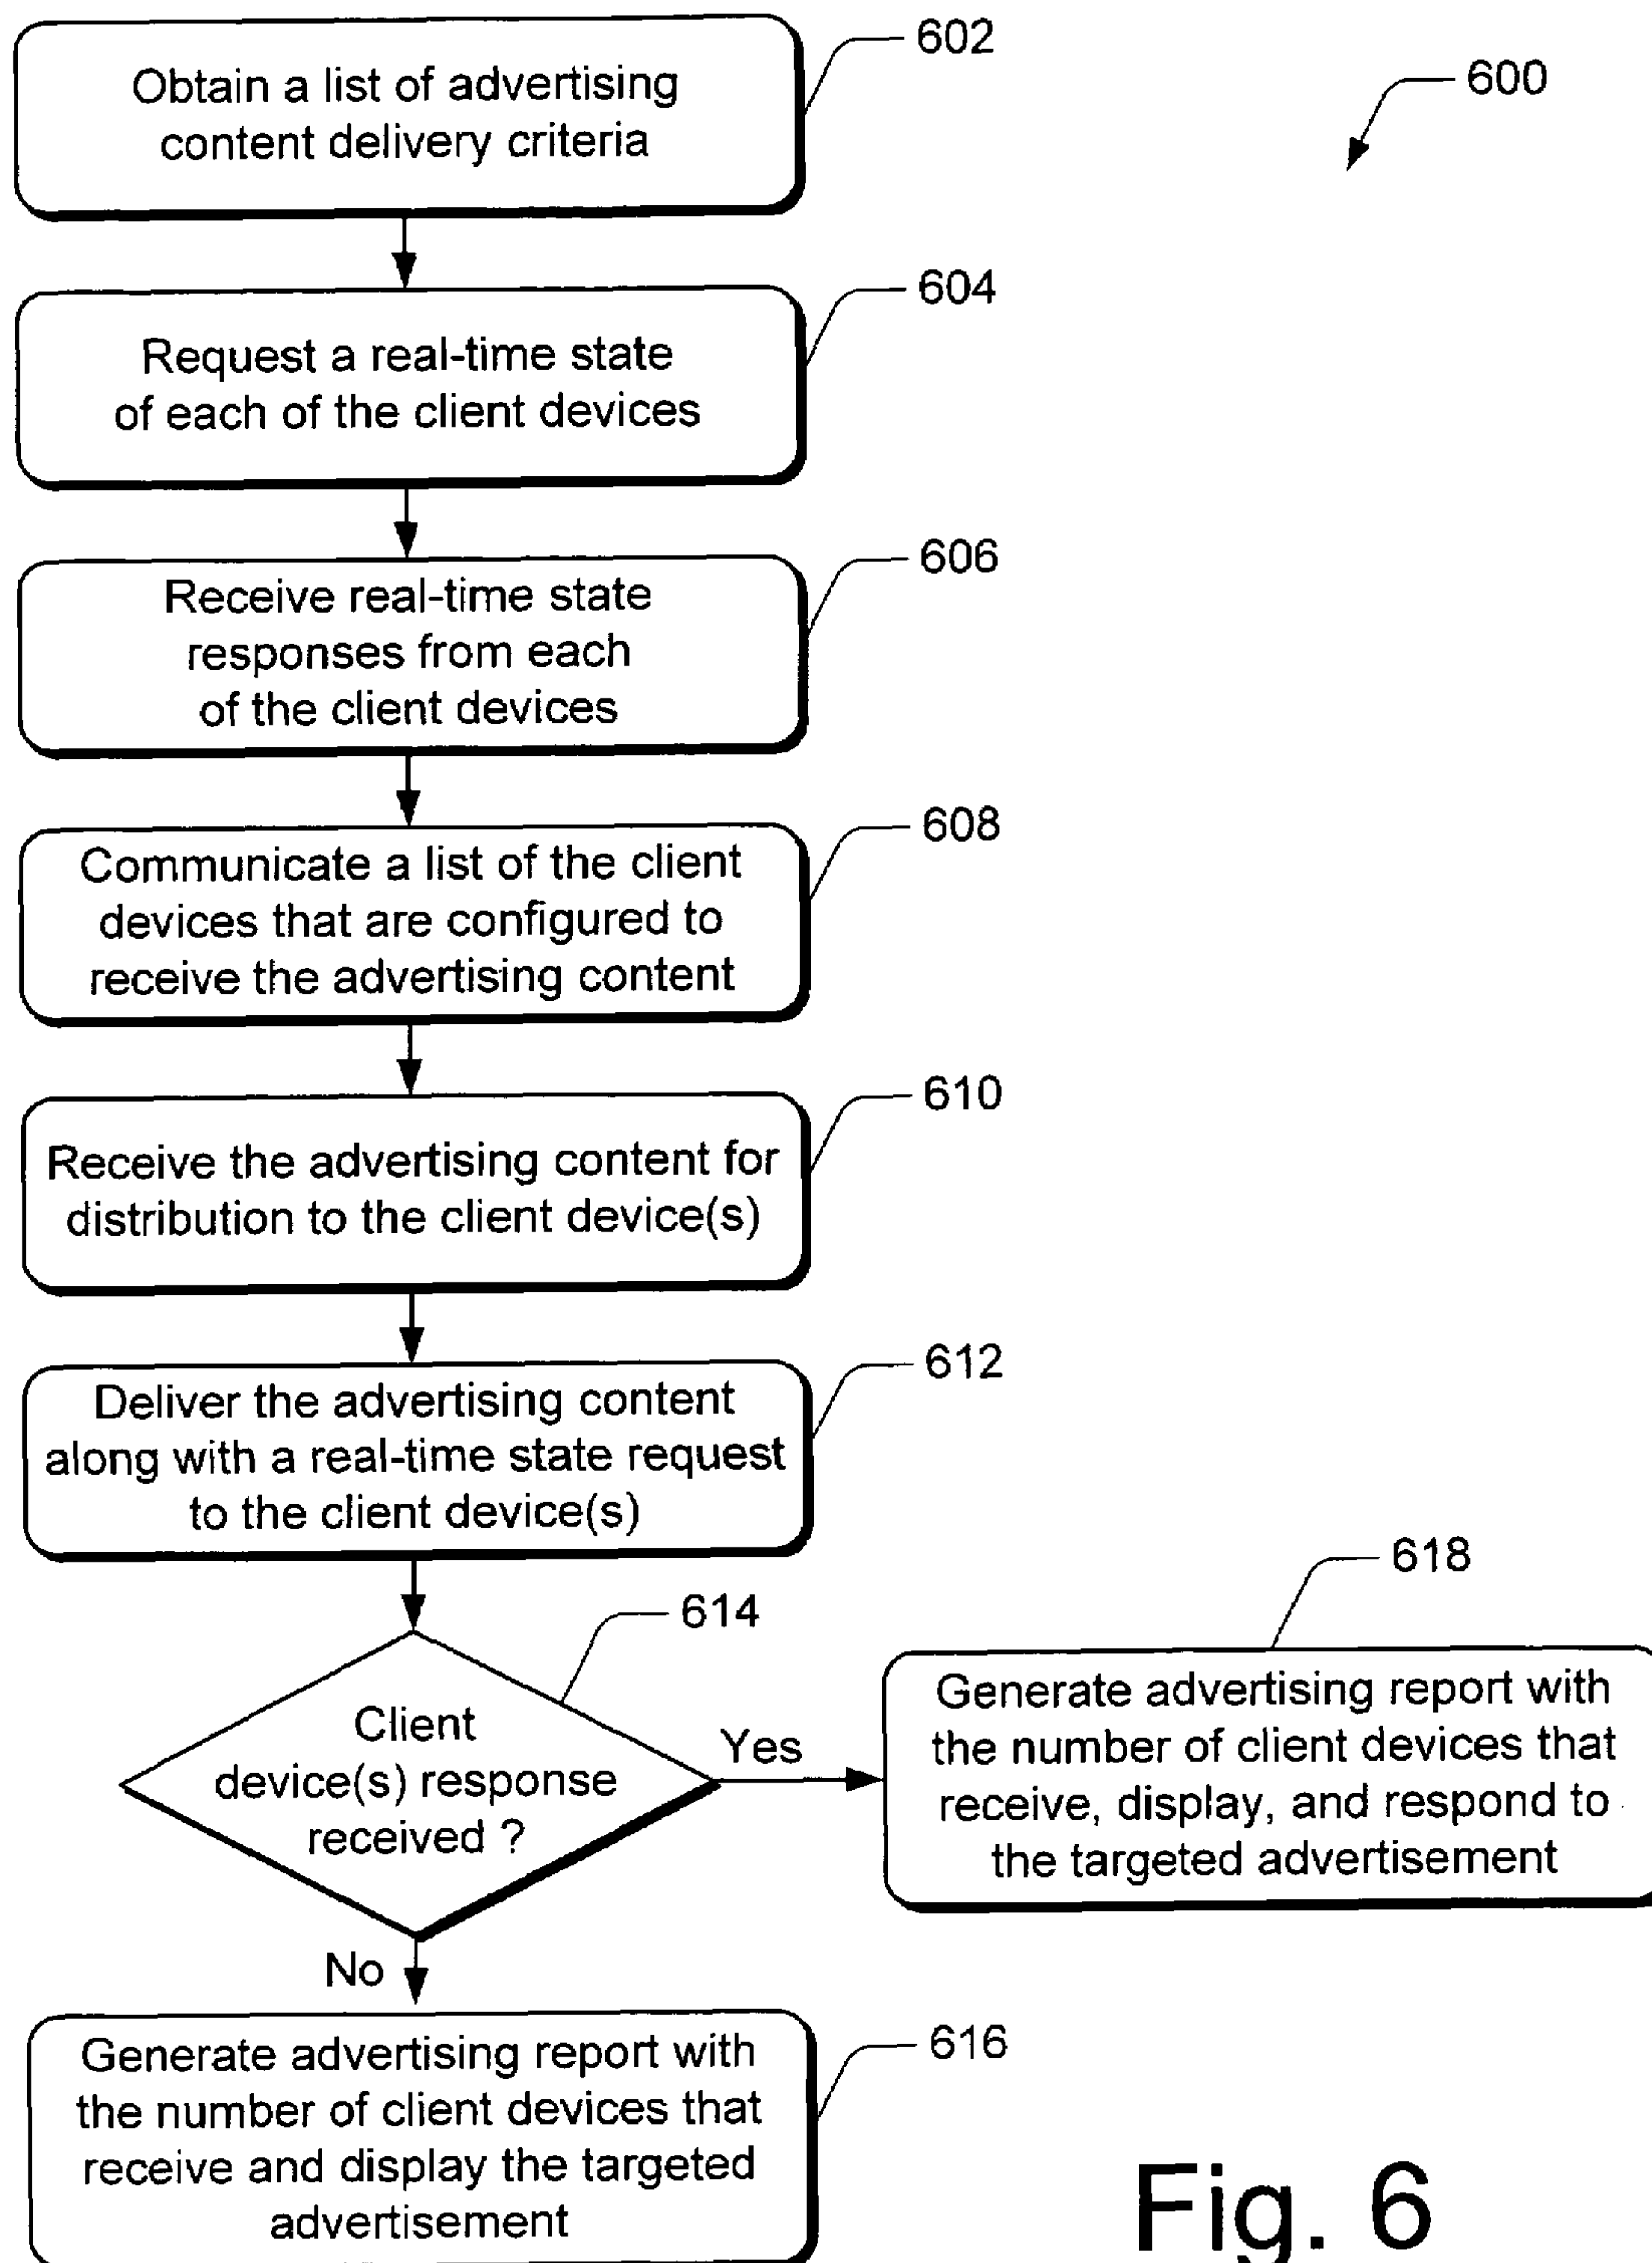 602
600
Obtain a list of advertising
content delivery criteria
604
Request a real-time state
of each of the client devices
606
Receive real-time state
responses from each
of the client devices
608
Communicate a list of the client
devices that are configured to
receive the advertising content
610
Receive the advertising content for
distribution to the client device(s)
612
Deliver the advertising content
along with a real-time state request
to the client device(s)
614
Client
device(s) response
received ?
Yes
618
Generate advertising report with
the number of client devices that
receive, display, and respond to
the targeted advertisement
No
616
Generate advertising report with
the number of client devices that
receive and display the targeted
advertisement
Fig. 6